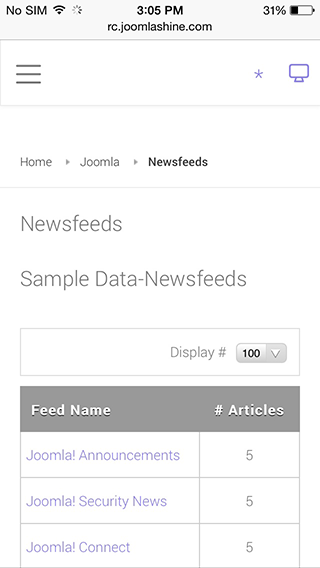 No SIM 3:05 PM 31%
rc.joomlashine.com
*
Home Joomla Newsfeeds
Newsfeeds
Sample Data-Newsfeeds
Display # 100
Feed Name # Articles
Joomla! Announcements 5
Joomla! Security News 5
Joomla! Connect 5